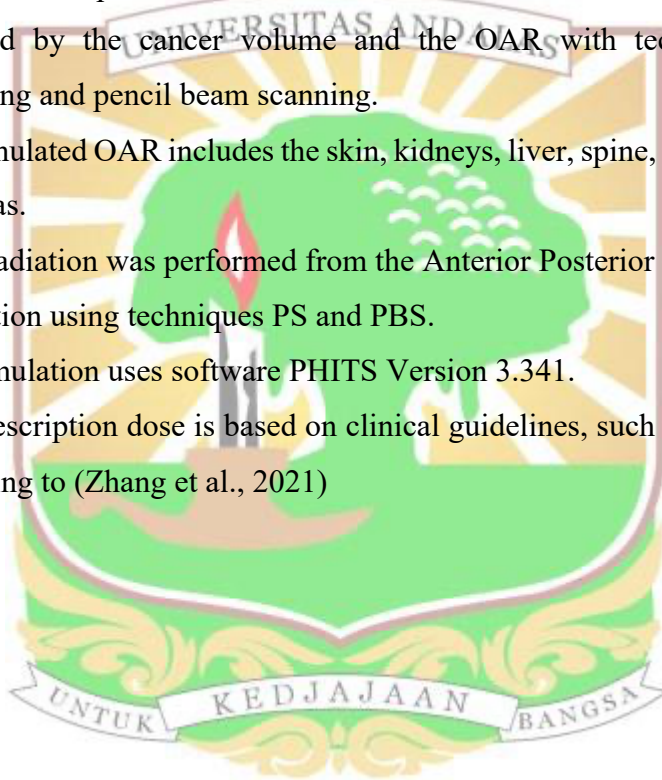 UNIVERSITAS ANDALAS
d by the cancer volume and the OAR with tec
ng and pencil beam scanning.
nulated OAR includes the skin, kidneys, liver, spine,
as.
adiation was performed from the Anterior Posterior
tion using techniques PS and PBS.
mulation uses software PHITS Version 3.341.
escription dose is based on clinical guidelines, such
ng to (Zhang et al., 2021)
UNTUK KEDJAJAAN BANGSA